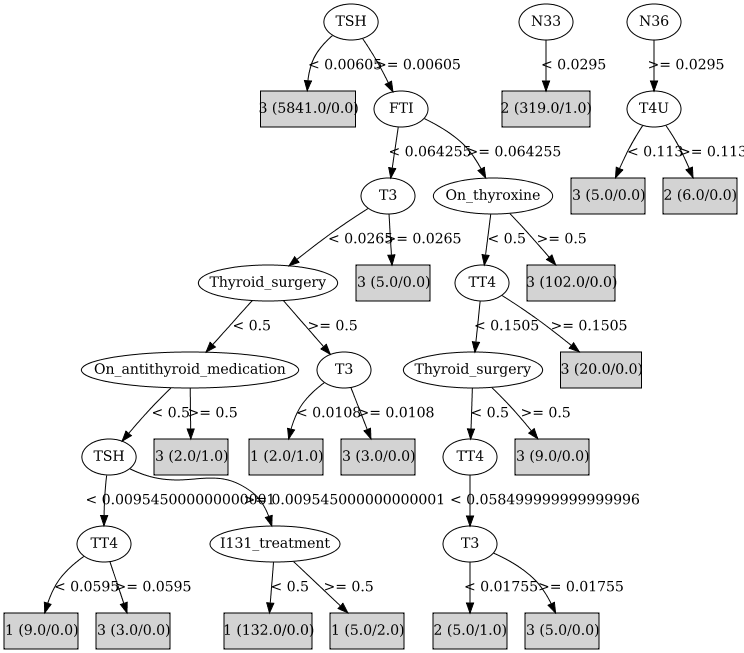 TSH N33 N36
< 0.00605 >= 0.00605 < 0.0295 >= 0.0295
3 (5841.0/0.0) FTI 2 (319.0/1.0) T4U
< 0.064255 >= 0.064255 < 0.113 >= 0.113
T3 On_thyroxine 3 (5.0/0.0) 2 (6.0/0.0)
< 0.0265 >= 0.0265 < 0.5 >= 0.5
Thyroid_surgery 3 (5.0/0.0) TT4 3 (102.0/0.0)
< 0.5 >= 0.5 < 0.1505 >= 0.1505
On_antithyroid_medication T3 Thyroid_surgery 3 (20.0/0.0)
< 0.5 >= 0.5 < 0.0108 >= 0.0108 < 0.5 >= 0.5
TSH 3 (2.0/1.0) 1 (2.0/1.0) 3 (3.0/0.0) TT4 3 (9.0/0.0)
< 0.009545000000000001 >= 0.009545000000000001 < 0.058499999999999996
TT4 I131_treatment T3
< 0.0595 >= 0.0595 < 0.5 >= 0.5 < 0.01755 >= 0.01755
1 (9.0/0.0) 3 (3.0/0.0) 1 (132.0/0.0) 1 (5.0/2.0) 2 (5.0/1.0) 3 (5.0/0.0)